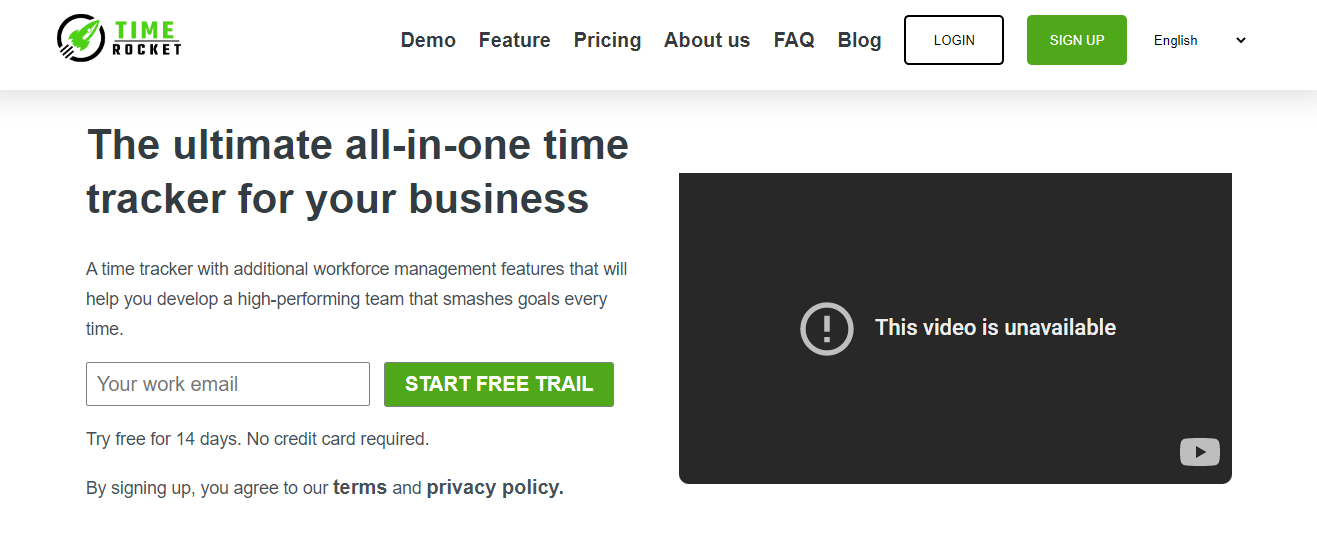 TIME
ROCKET
Demo Feature Pricing About us FAQ Blog LOGIN SIGN UP English
The ultimate all-in-one time
tracker for your business
A time tracker with additional workforce management features that will
help you develop a high-performing team that smashes goals every
time.
Your work email START FREE TRAIL
Try free for 14 days. No credit card required.
By signing up, you agree to our terms and privacy policy.
This video is unavailable